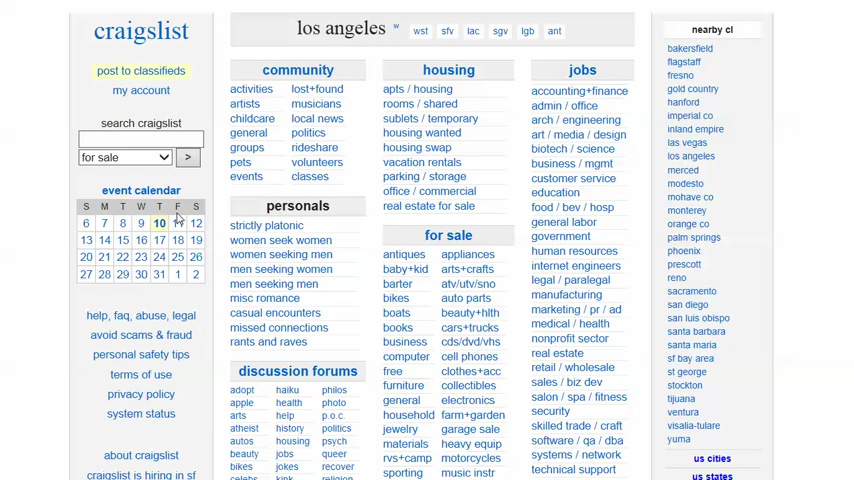 craigslist
post to classifieds
my account
search craigslist
for sale
>
event calendar
S M T W T F S
6 7 8 9 10 11 12
13 14 15 16 17 18 19
20 21 22 23 24 25 26
27 28 29 30 31 1 2
help, faq, abuse, legal
avoid scams & fraud
personal safety tips
terms of use
privacy policy
system status
about craigslist
craigslist is hiring in sf
los angeles w wst sfv lac sgv lgb ant
community
activities lost+found
artists musicians
childcare local news
general politics
groups rideshare
pets volunteers
events classes
personals
strictly platonic
women seek women
women seeking men
men seeking women
men seeking men
misc romance
casual encounters
missed connections
rants and raves
discussion forums
adopt haiku philos
apple health photo
arts help p.o.c.
atheist history politics
autos housing psych
beauty jobs queer
bikes jokes recover
celebs kink religion
housing
apts / housing
rooms / shared
sublets / temporary
housing wanted
housing swap
vacation rentals
parking / storage
office / commercial
real estate for sale
for sale
antiques appliances
baby+kid arts+crafts
barter atv/utv/sno
bikes auto parts
boats beauty+hlth
books cars+trucks
business cds/dvd/vhs
computer cell phones
free clothes+acc
furniture collectibles
general electronics
household farm+garden
jewelry garage sale
materials heavy equip
rvs+camp motorcycles
sporting music instr
jobs
accounting+finance
admin / office
arch / engineering
art / media / design
biotech / science
business / mgmt
customer service
education
food / bev / hosp
general labor
government
human resources
internet engineers
legal / paralegal
manufacturing
marketing / pr / ad
medical / health
nonprofit sector
real estate
retail / wholesale
sales / biz dev
salon / spa / fitness
security
skilled trade / craft
software / qa / dba
systems / network
technical support
nearby cl
bakersfield
flagstaff
fresno
gold country
hanford
imperial co
inland empire
las vegas
los angeles
merced
modesto
mohave co
monterey
orange co
palm springs
phoenix
prescott
reno
sacramento
san diego
san luis obispo
santa barbara
santa maria
sf bay area
st george
stockton
tijuana
ventura
visalia-tulare
yuma
us cities
us states